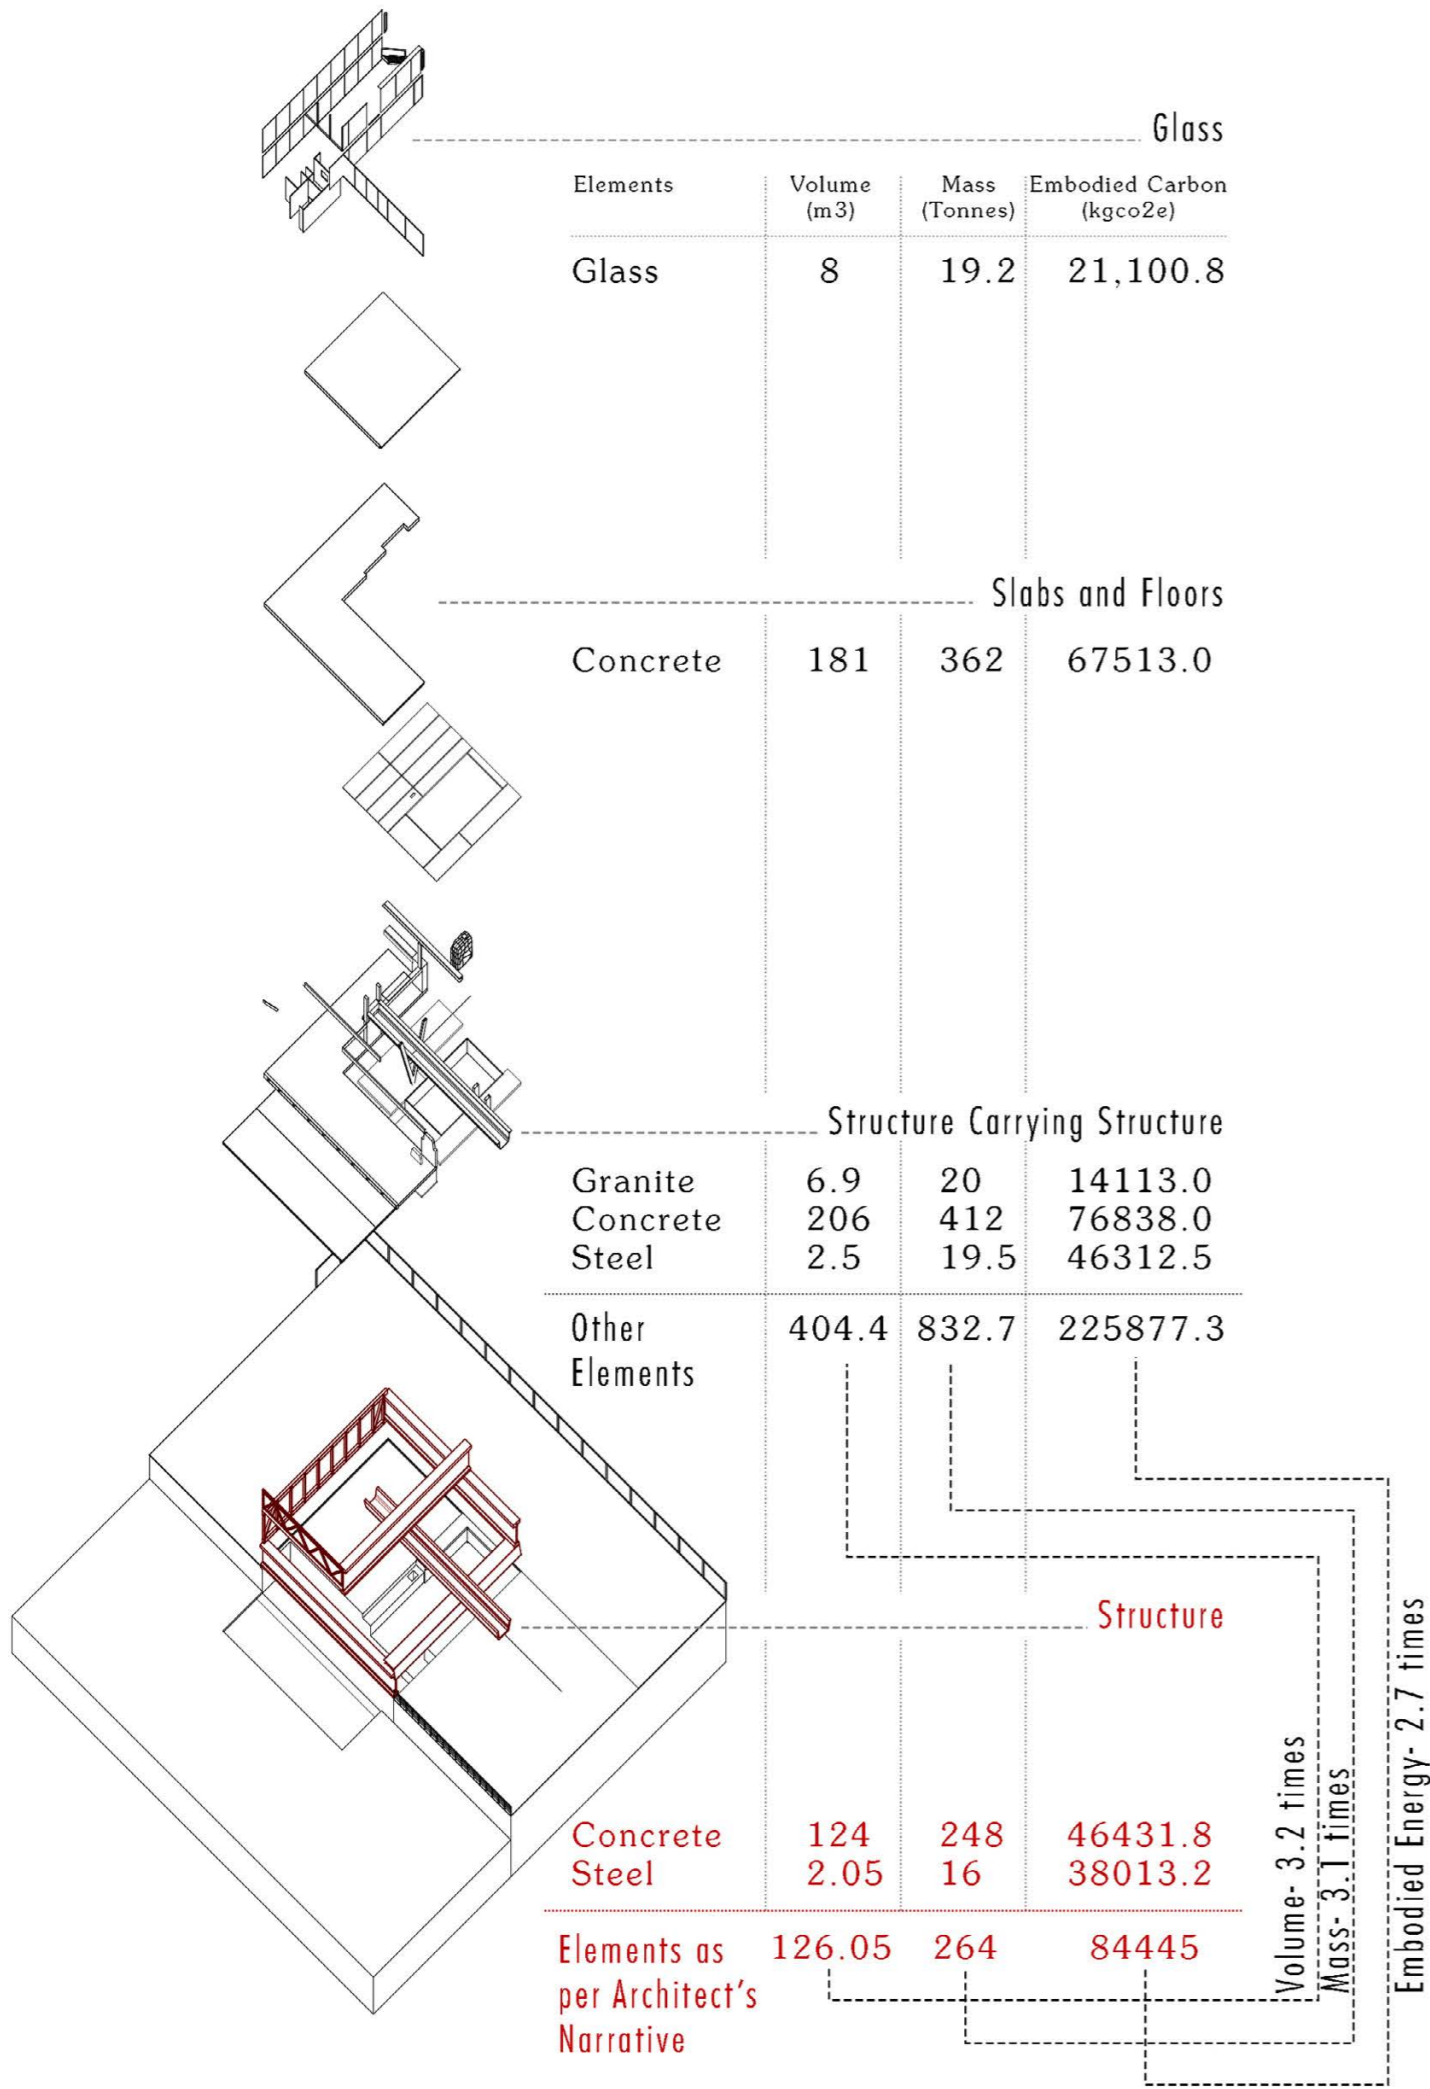 Glass
Elements Volume (m3) Mass (Tonnes) Embodied Carbon (kgco2e)
Glass 8 19.2 21,100.8
Slabs and Floors
Concrete 181 362 67513.0
Structure Carrying Structure
Granite 6.9 20 14113.0
Concrete 206 412 76838.0
Steel 2.5 19.5 46312.5
Other Elements 404.4 832.7 225877.3
Structure
Concrete 124 248 46431.8
Steel 2.05 16 38013.2
Elements as per Architect's Narrative 126.05 264 84445
Volume- 3.2 times
Mass- 3.1 times
Embodied Energy- 2.7 times